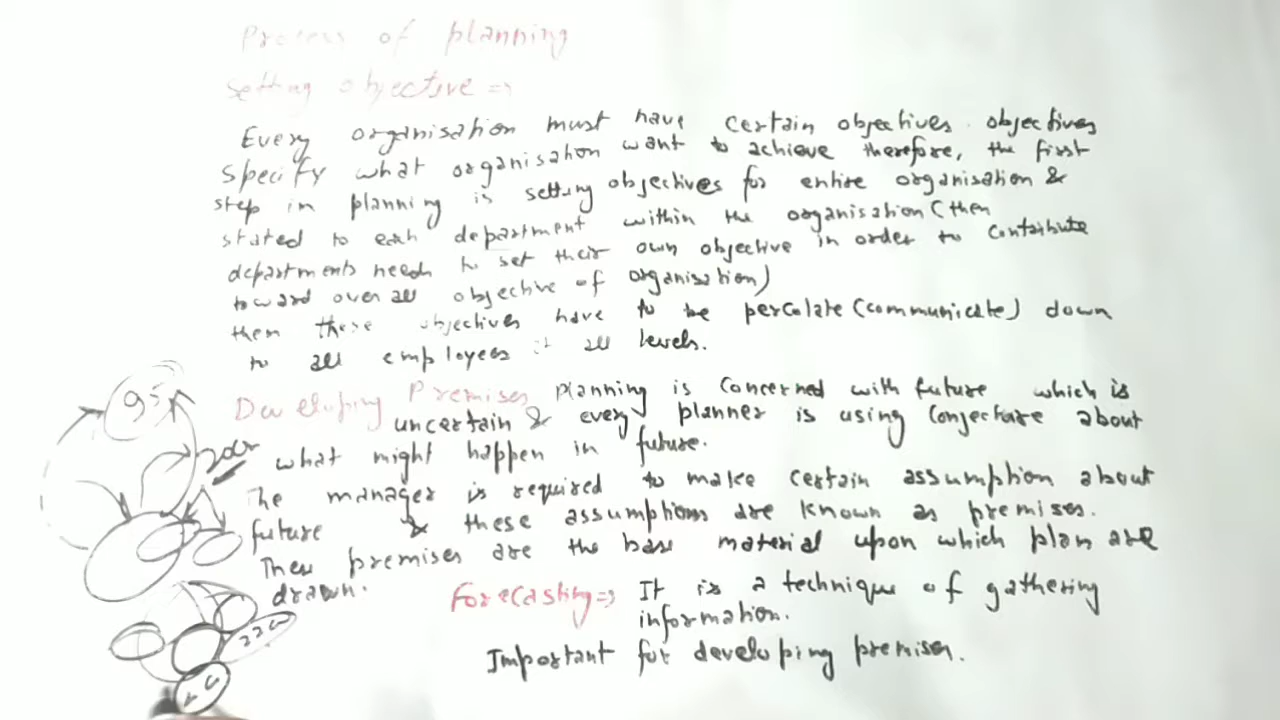 Process of planning
Setting objective =>
Every organisation must have certain objectives. objectives
specify what organisation want to achieve therefore, the first
step in planning is setting objectives for entire organisation &
stated to each department within the organisation (then
departments needs to set their own objective in order to contribute
toward over all objective of organisation)
then these objectives have to be percolate (communicate) down
to all employees at all levels.
Developing Premises planning is concerned with future which is
uncertain & every planner is using conjecture about
what might happen in future.
The manager is required to make certain assumption about
future & these assumptions are known as premises.
These premises are the base material upon which plan are
drawn.
forecasting => It is a technique of gathering
information.
Important for developing premises.
95